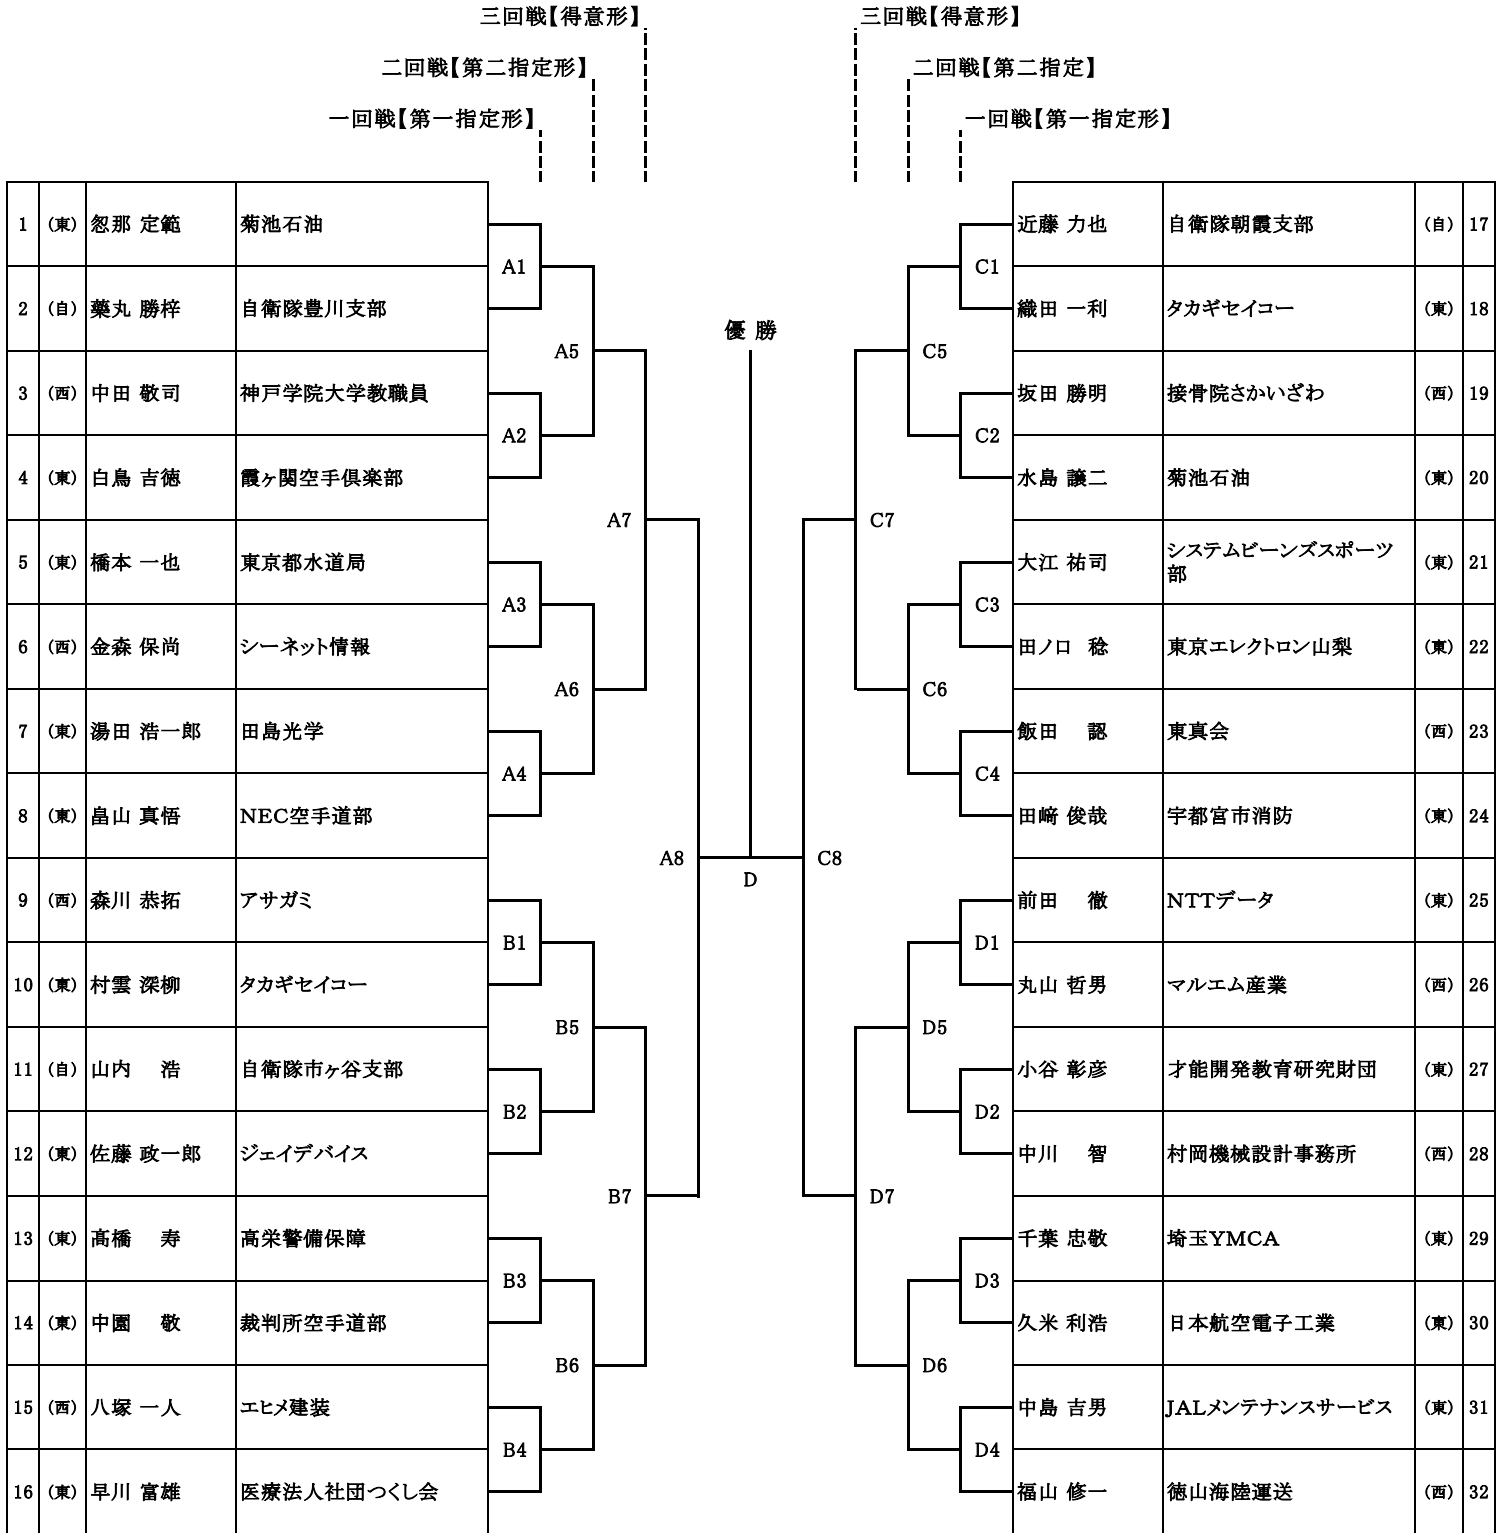 三回戦【得意形】 三回戦【得意形】
二回戦【第二指定形】 二回戦【第二指定】
一回戦【第一指定形】 一回戦【第一指定形】
1 (東) 忽那 定範 菊池石油
2 (自) 藥丸 勝梓 自衛隊豊川支部
3 (西) 中田 敬司 神戸学院大学教職員
4 (東) 白鳥 吉徳 霞ヶ関空手倶楽部
5 (東) 橋本 一也 東京都水道局
6 (西) 金森 保尚 シーネット情報
7 (東) 湯田 浩一郎 田島光学
8 (東) 畠山 真悟 NEC空手道部
9 (西) 森川 恭拓 アサガミ
10 (東) 村雲 深柳 タカギセイコー
11 (自) 山内 浩 自衛隊市ヶ谷支部
12 (東) 佐藤 政一郎 ジェイデバイス
13 (東) 髙橋 寿 高栄警備保障
14 (東) 中園 敬 裁判所空手道部
15 (西) 八塚 一人 エヒメ建装
16 (東) 早川 富雄 医療法人社団つくし会
A1
A2
A3
A4
B1
B2
B3
B4
A5
A6
B5
B6
A7
B7
A8
優 勝
D
C8
C7
D7
C5
C6
D5
D6
C1
C2
C3
C4
D1
D2
D3
D4
近藤 力也 自衛隊朝霞支部 (自) 17
織田 一利 タカギセイコー (東) 18
坂田 勝明 接骨院さかいざわ (西) 19
水島 譲二 菊池石油 (東) 20
大江 祐司 システムビーンズスポーツ
部 (東) 21
田ノ口 稔 東京エレクトロン山梨 (東) 22
飯田 認 東真会 (西) 23
田﨑 俊哉 宇都宮市消防 (東) 24
前田 徹 NTTデータ (東) 25
丸山 哲男 マルエム産業 (西) 26
小谷 彰彦 才能開発教育研究財団 (東) 27
中川 智 村岡機械設計事務所 (西) 28
千葉 忠敬 埼玉YMCA (東) 29
久米 利浩 日本航空電子工業 (東) 30
中島 吉男 JALメンテナンスサービス (東) 31
福山 修一 徳山海陸運送 (西) 32